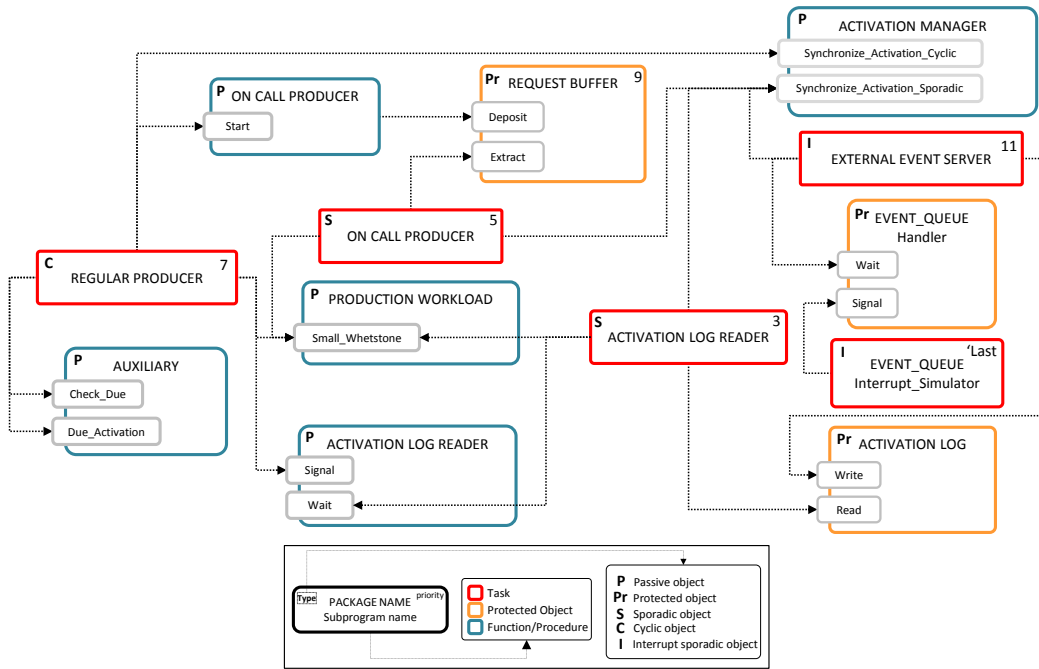 P
ACTIVATION MANAGER
Synchronize_Activation_Cyclic
Synchronize_Activation_Sporadic
P
ON CALL PRODUCER
Start
Pr
REQUEST BUFFER
9
Deposit
Extract
I
EXTERNAL EVENT SERVER
11
S
ON CALL PRODUCER
5
Pr
EVENT_QUEUE
Handler
Wait
Signal
C
REGULAR PRODUCER
7
P
PRODUCTION WORKLOAD
Small_Whetstone
S
ACTIVATION LOG READER
3
I
EVENT_QUEUE
'Last
Interrupt_Simulator
P
AUXILIARY
Check_Due
Due_Activation
P
ACTIVATION LOG READER
Signal
Wait
Pr
ACTIVATION LOG
Write
Read
Type
PACKAGE NAME
priority
Subprogram name
Task
Protected Object
Function/Procedure
P Passive object
Pr Protected object
S Sporadic object
C Cyclic object
I Interrupt sporadic object